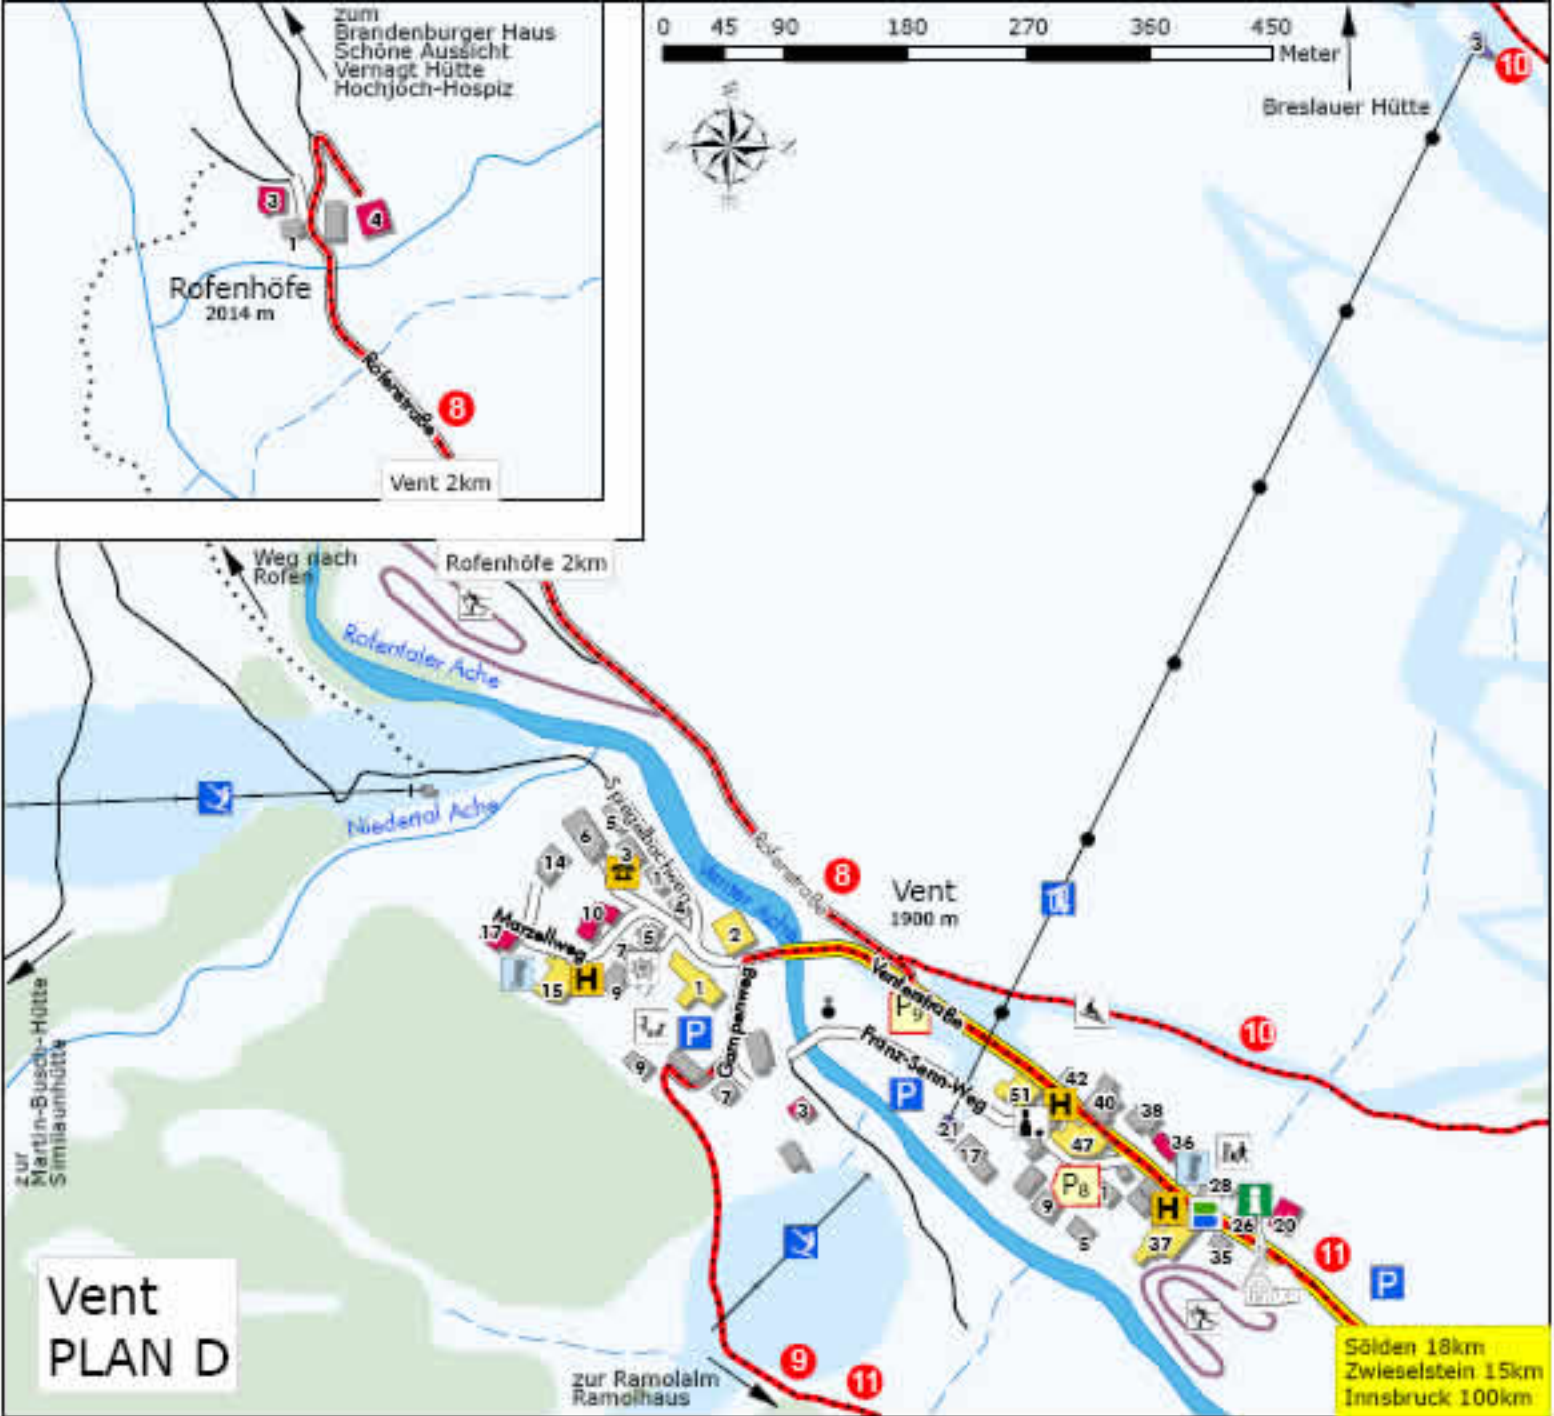 zum
Brandenburger Haus
Schöne Aussicht
Vernagt Hütte
Hochjoch-Hospiz
3
4
1
Rofenhöfe
2014 m
Rofenstraße
8
Vent 2km
0 45 90 180 270 360 450
Meter
Breslauer Hütte
3
10
Weg nach
Rofen
Rofenhöfe 2km
Rofentaler Ache
Niedental Ache
Spiegelbachweg
5
6
3
14
10
17
Marzellweg
5
7
2
15
H
9
1
P
Gampenweg
9
7
3
Venter Ache
Rofenstraße
8
Vent
1900 m
Venterstraße
P9
Franz-Senn-Weg
P
10
51
H
42
40
38
21
17
47
36
P8
1
28
9
5
H
26
20
37
35
11
P
zur
Martin-Busch-Hütte
Similaunhütte
Vent
PLAN D
zur Ramolalm
Ramolhaus
9
11
Sölden 18km
Zwieselstein 15km
Innsbruck 100km